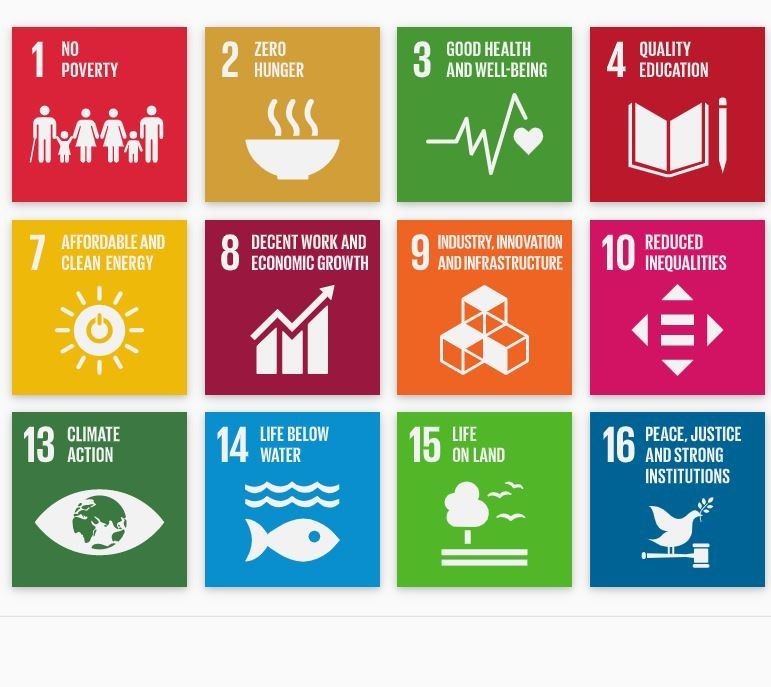 1 NO
POVERTY
2 ZERO
HUNGER
3 GOOD HEALTH
AND WELL-BEING
4 QUALITY
EDUCATION
7 AFFORDABLE AND
CLEAN ENERGY
8 DECENT WORK AND
ECONOMIC GROWTH
9 INDUSTRY, INNOVATION
AND INFRASTRUCTURE
10 REDUCED
INEQUALITIES
13 CLIMATE
ACTION
14 LIFE BELOW
WATER
15 LIFE
ON LAND
16 PEACE, JUSTICE
AND STRONG
INSTITUTIONS